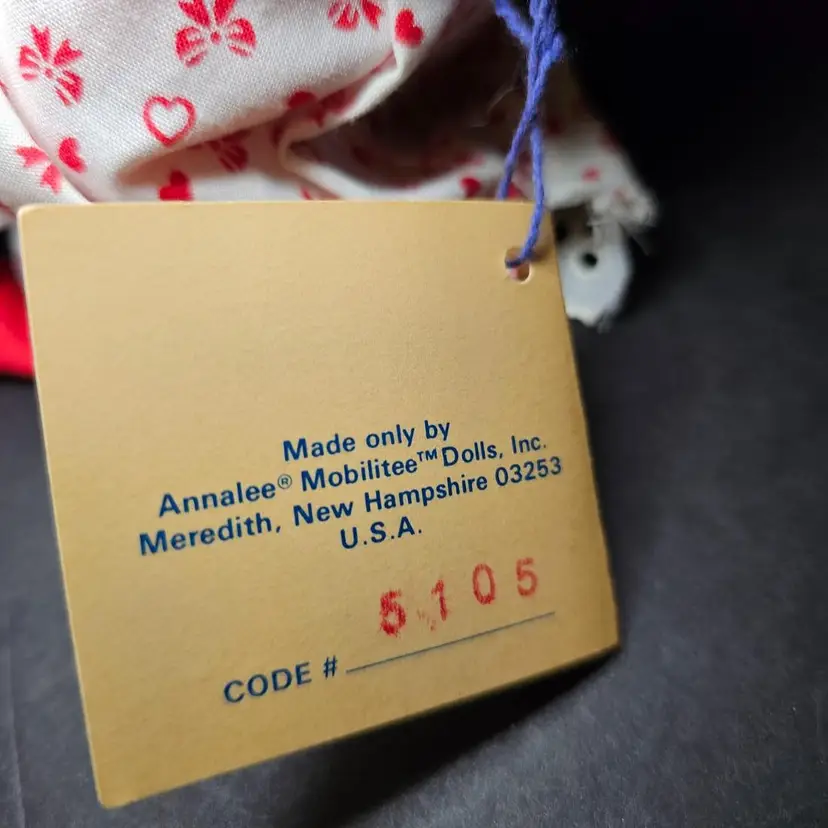 Made only by
Annalee® Mobilitee™ Dolls, Inc.
Meredith, New Hampshire 03253
U.S.A.
5105
CODE #